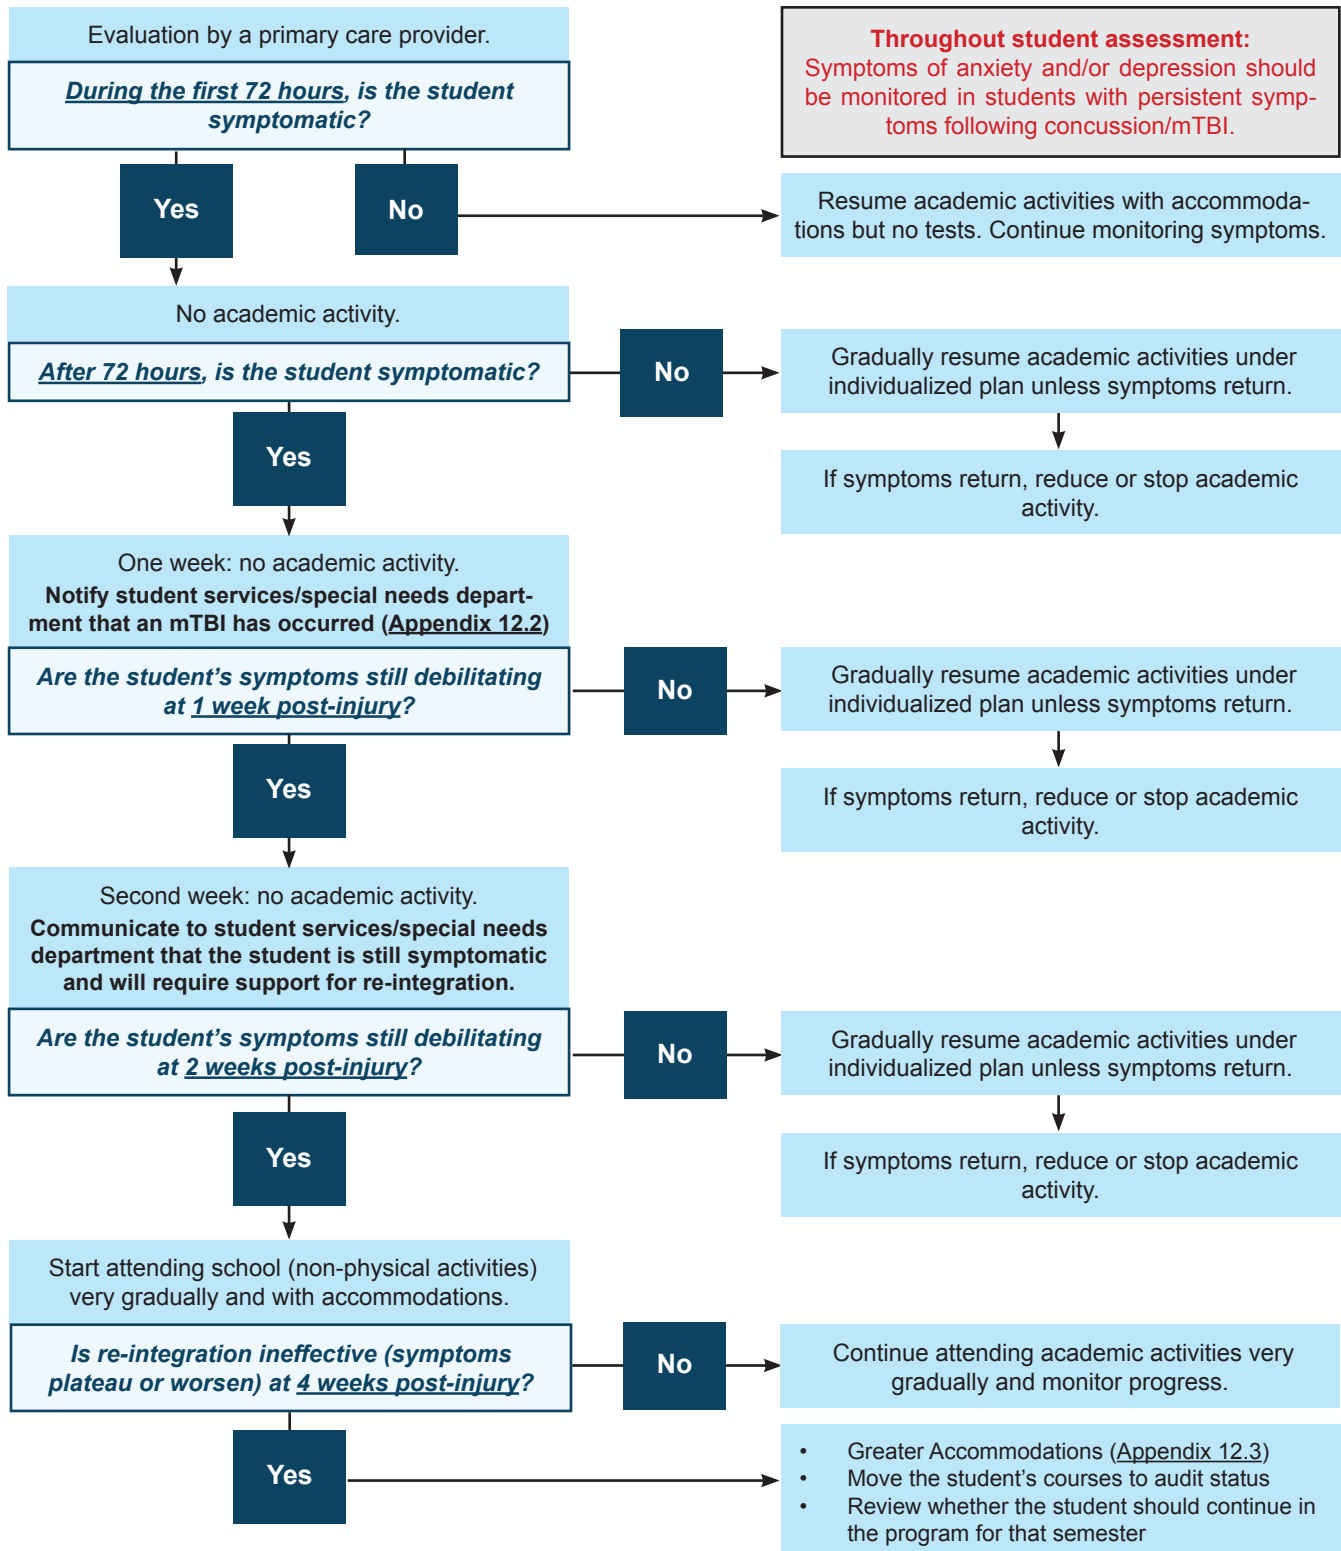 Evaluation by a primary care provider.
During the first 72 hours, is the student
symptomatic?
Throughout student assessment:
Symptoms of anxiety and/or depression should
be monitored in students with persistent symp-
toms following concussion/mTBI.
Yes
No
Resume academic activities with accommoda-
tions but no tests. Continue monitoring symptoms.
No academic activity.
After 72 hours, is the student symptomatic?
No
Gradually resume academic activities under
individualized plan unless symptoms return.
Yes
If symptoms return, reduce or stop academic
activity.
One week: no academic activity.
Notify student services/special needs depart-
ment that an mTBI has occurred (Appendix 12.2)
Are the student’s symptoms still debilitating
at 1 week post-injury?
No
Gradually resume academic activities under
individualized plan unless symptoms return.
Yes
If symptoms return, reduce or stop academic
activity.
Second week: no academic activity.
Communicate to student services/special needs
department that the student is still symptomatic
and will require support for re-integration.
Are the student’s symptoms still debilitating
at 2 weeks post-injury?
No
Gradually resume academic activities under
individualized plan unless symptoms return.
Yes
If symptoms return, reduce or stop academic
activity.
Start attending school (non-physical activities)
very gradually and with accommodations.
Is re-integration ineffective (symptoms
plateau or worsen) at 4 weeks post-injury?
No
Continue attending academic activities very
gradually and monitor progress.
Yes
• Greater Accommodations (Appendix 12.3)
• Move the student’s courses to audit status
• Review whether the student should continue in
the program for that semester